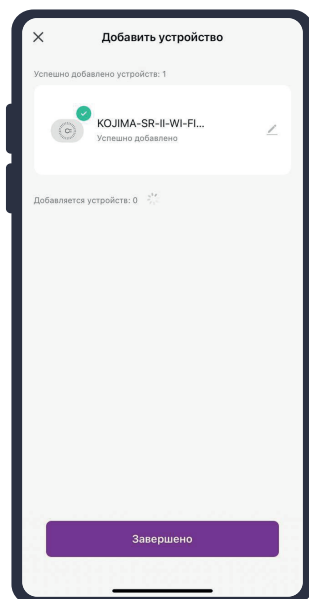 Добавить устройство
Успешно добавлено устройств: 1
KOJIMA-SR-II-WI-FI...
Успешно добавлено
Добавляется устройств: 0
Завершено